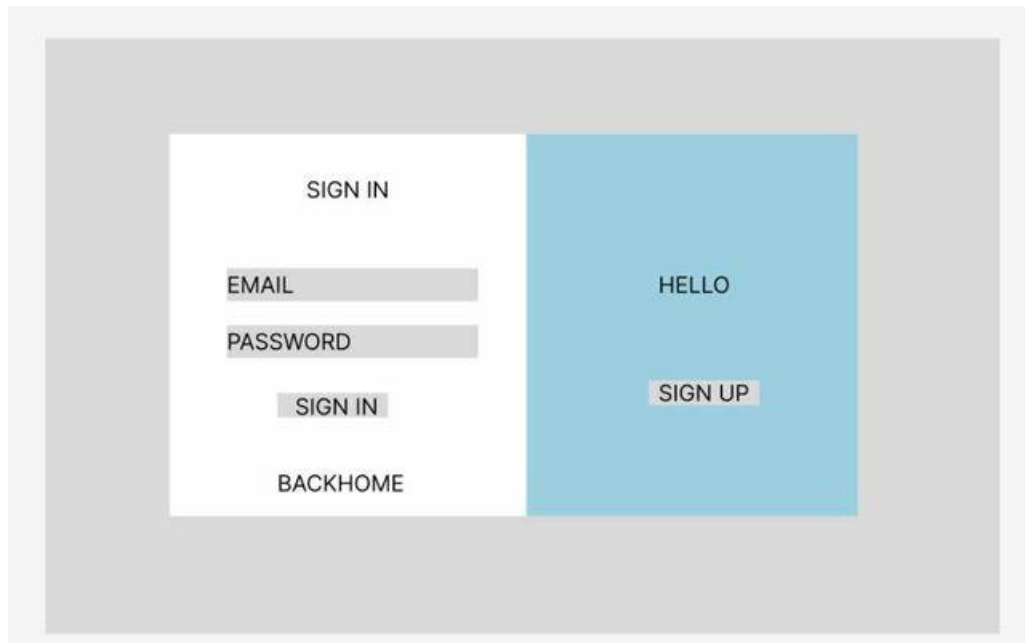 SIGN IN
EMAIL
PASSWORD
SIGN IN
BACKHOME
HELLO
SIGN UP